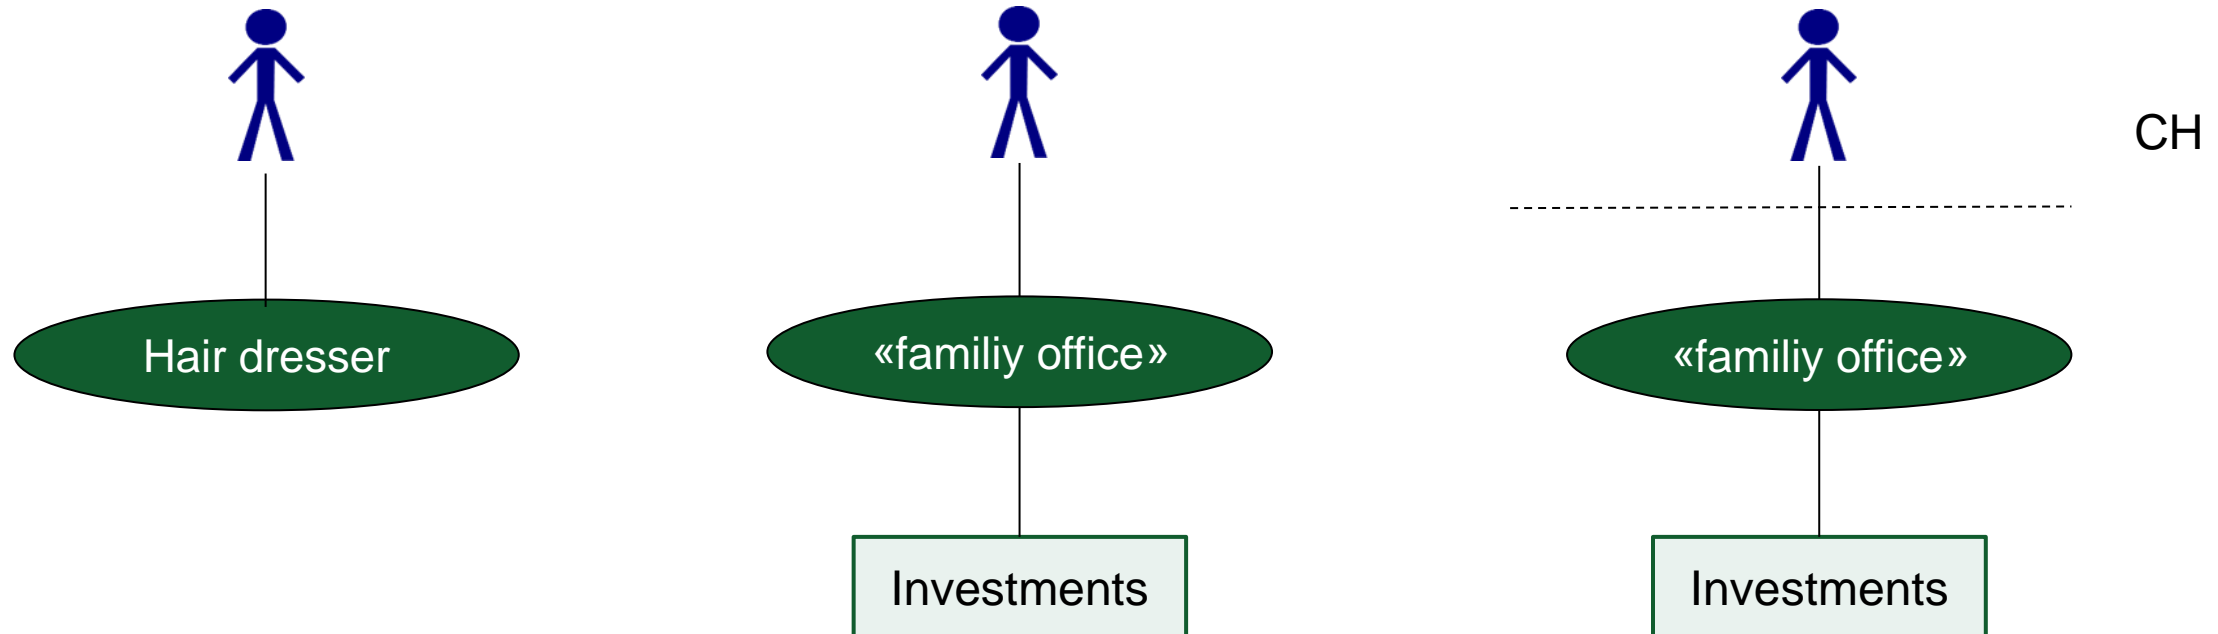 CH
Hair dresser
«familiy office»
«familiy office»
Investments
Investments